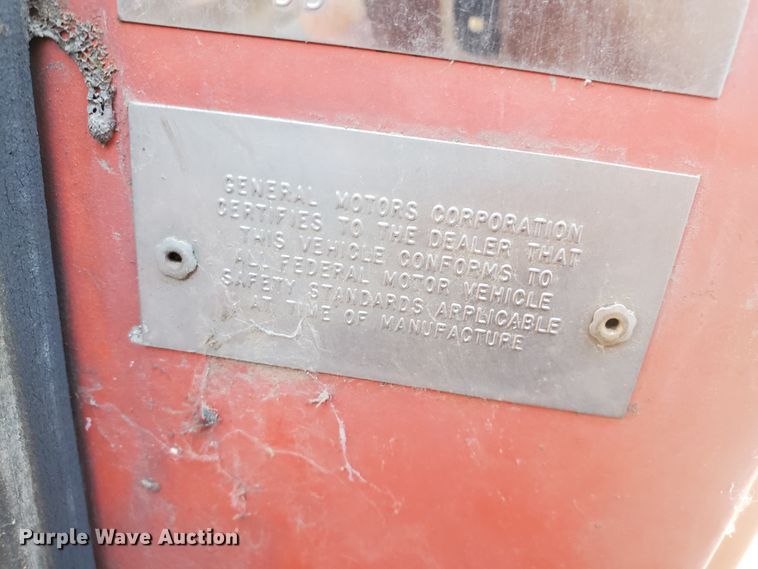 GENERAL MOTORS CORPORATION
CERTIFIES TO THE DEALER THAT
THIS VEHICLE CONFORMS TO
ALL FEDERAL MOTOR VEHICLE
SAFETY STANDARDS APPLICABLE
AT TIME OF MANUFACTURE
Purple Wave Auction